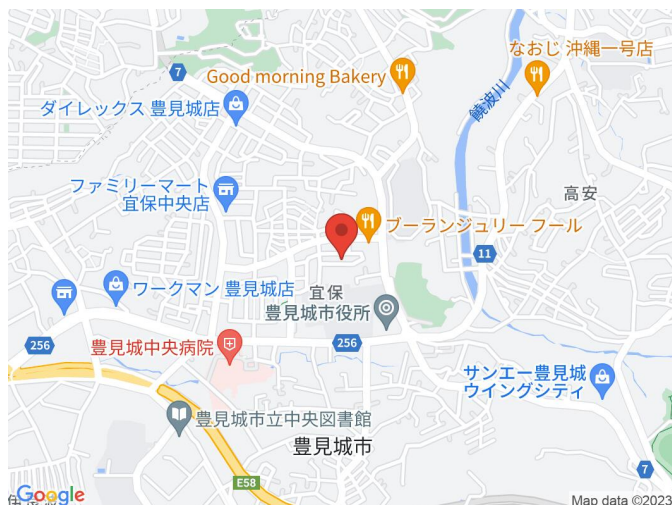 なおじ 沖縄一号店
7
Good morning Bakery
饒波川
ダイレックス 豊見城店
ファミリーマート
宜保中央店
高安
ブーランジュリー フール
11
ワークマン 豊見城店
宜保
豊見城市役所
256
豊見城中央病院
256
サンエー豊見城
ウイングシティ
豊見城市立中央図書館
豊見城市
7
E58
Google
Map data ©2023